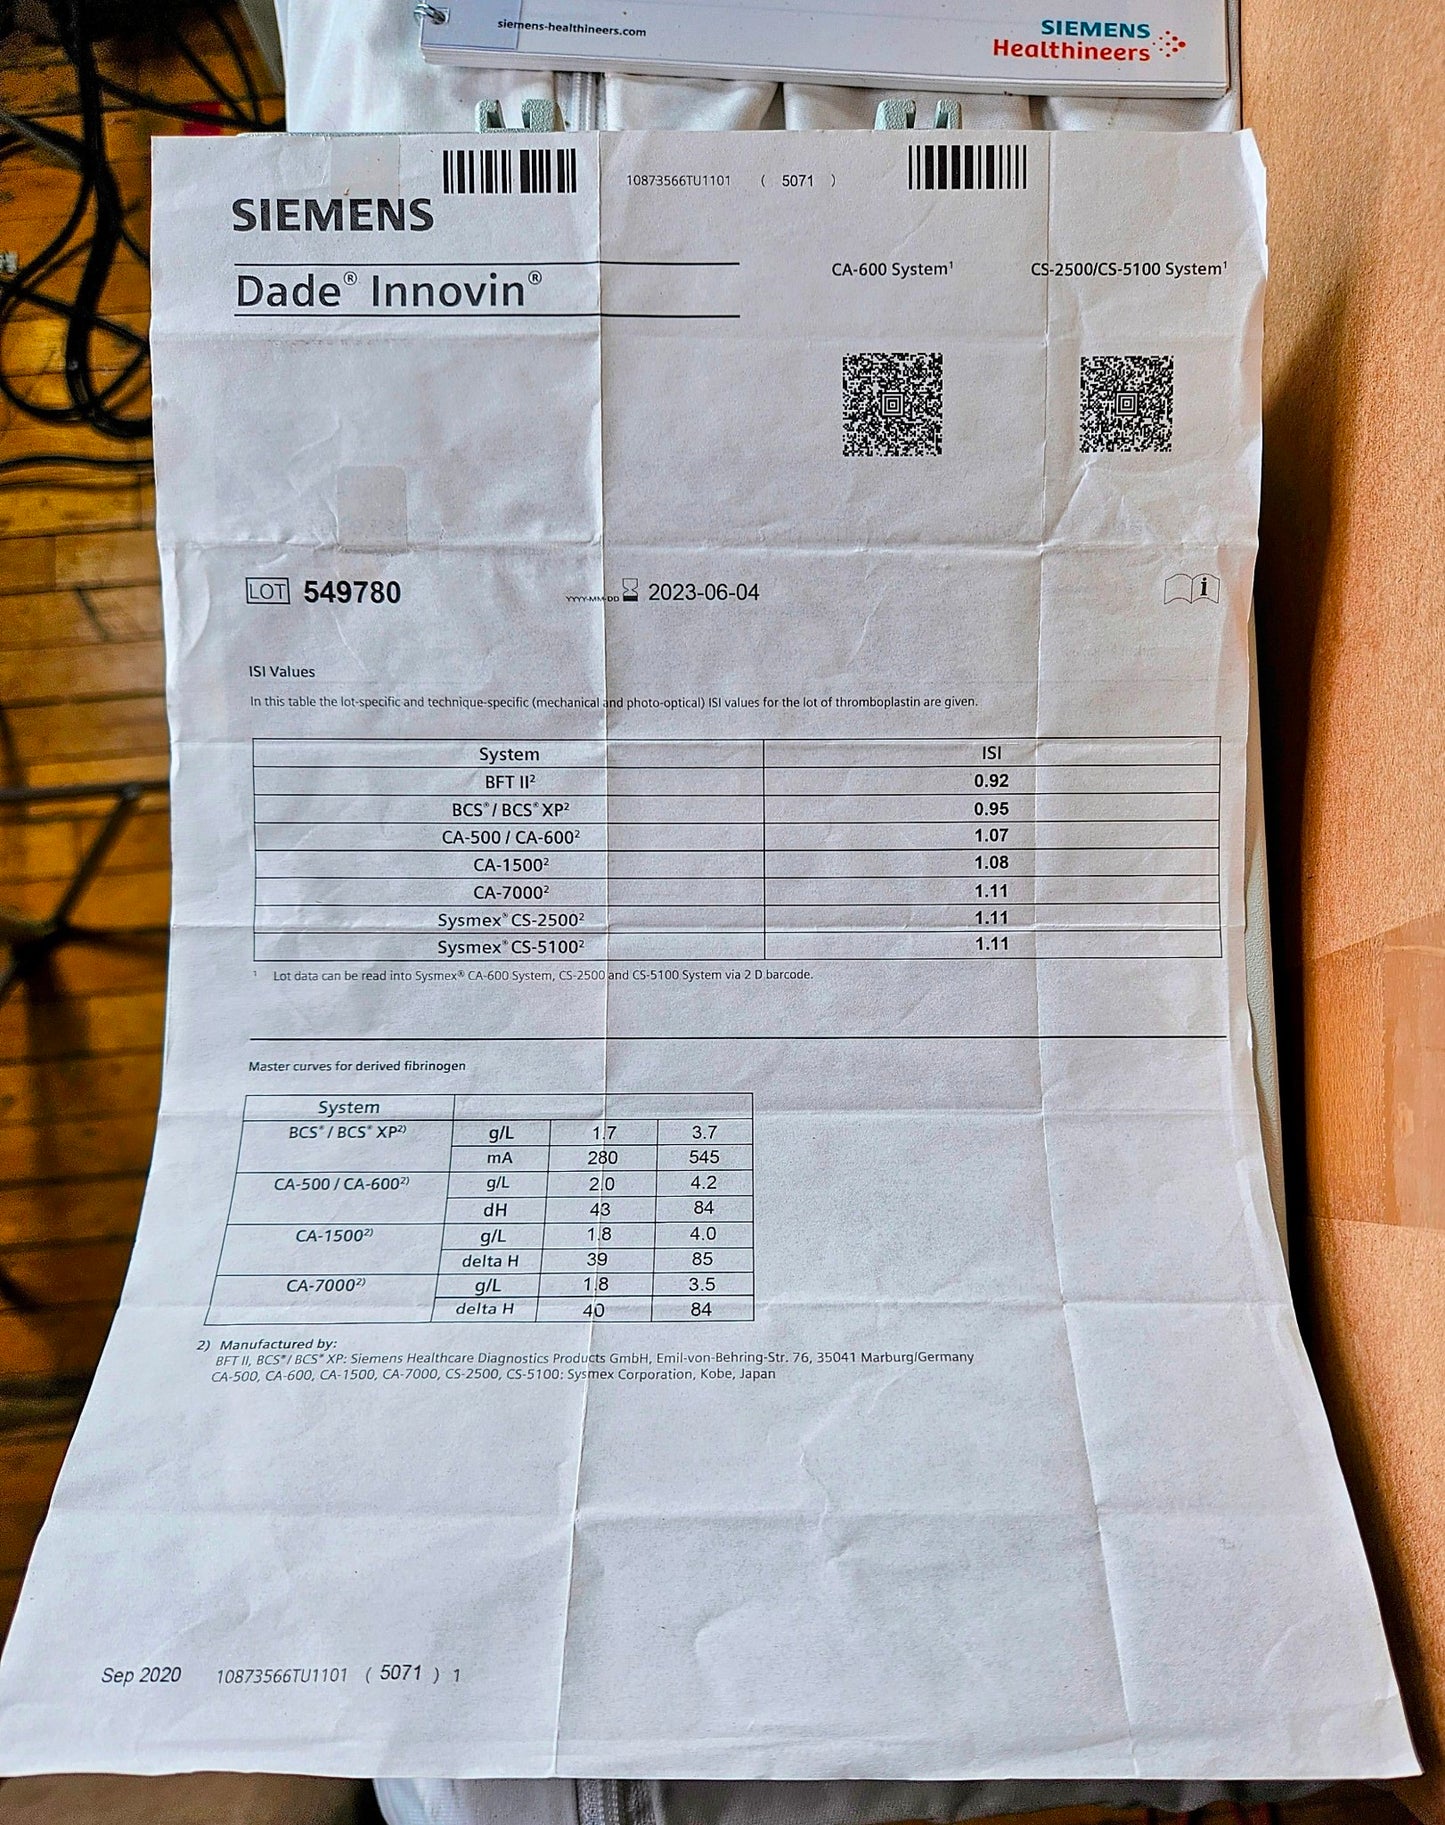 siemens-healthineers.com
SIEMENS
Healthineers
10873566TU1101 ( 5071 )
SIEMENS
Dade® Innovin®
CA-600 System¹
CS-2500/CS-5100 System¹
LOT 549780
YYYY-MM-DD 2023-06-04
i
ISI Values
In this table the lot-specific and technique-specific (mechanical and photo-optical) ISI values for the lot of thromboplastin are given.
System ISI
BFT II² 0.92
BCS® / BCS® XP² 0.95
CA-500 / CA-600² 1.07
CA-1500² 1.08
CA-7000² 1.11
Sysmex® CS-2500² 1.11
Sysmex® CS-5100² 1.11
¹ Lot data can be read into Sysmex® CA-600 System, CS-2500 and CS-5100 System via 2 D barcode.
Master curves for derived fibrinogen
System
BCS® / BCS® XP²⁾ g/L 1.7 3.7
mA 280 545
CA-500 / CA-600²⁾ g/L 2.0 4.2
dH 43 84
CA-1500²⁾ g/L 1.8 4.0
delta H 39 85
CA-7000²⁾ g/L 1.8 3.5
delta H 40 84
2) Manufactured by:
BFT II, BCS®/ BCS® XP: Siemens Healthcare Diagnostics Products GmbH, Emil-von-Behring-Str. 76, 35041 Marburg/Germany
CA-500, CA-600, CA-1500, CA-7000, CS-2500, CS-5100: Sysmex Corporation, Kobe, Japan
Sep 2020 10873566TU1101 ( 5071 ) 1